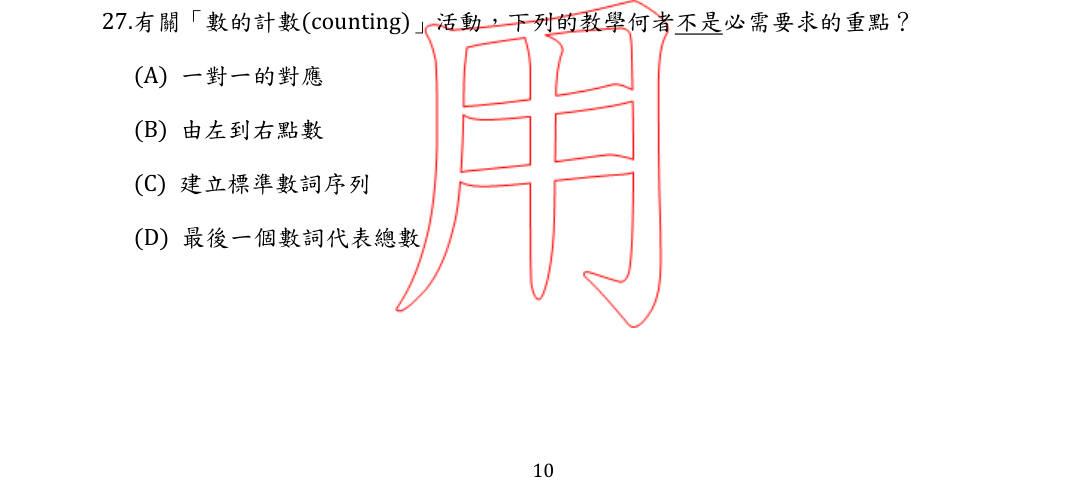 27.有關「數的計數(counting)」活動，下列的教學何者不是必需要求的重點？
(A) 一對一的對應
(B) 由左到右點數
(C) 建立標準數詞序列
(D) 最後一個數詞代表總數
用
10